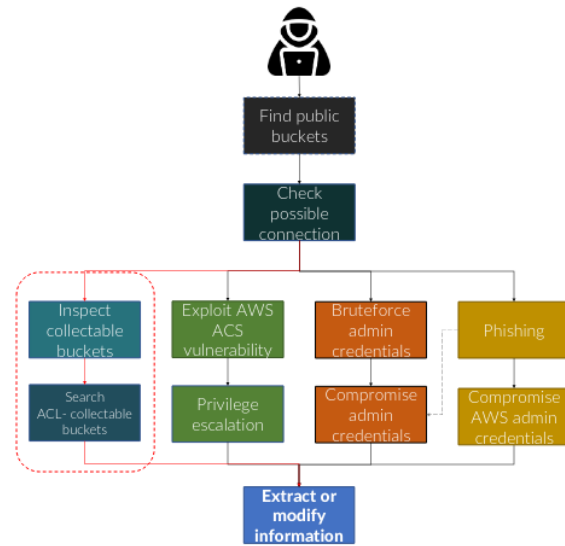 Find public
buckets
Check
possible
connection
Inspect
collectable
buckets
Exploit AWS
ACS
vulnerability
Bruteforce
admin
credentials
Phishing
Search
ACL- collectable
buckets
Privilege
escalation
Compromise
admin
credentials
Compromise
AWS admin
credentials
Extract or
modify
information